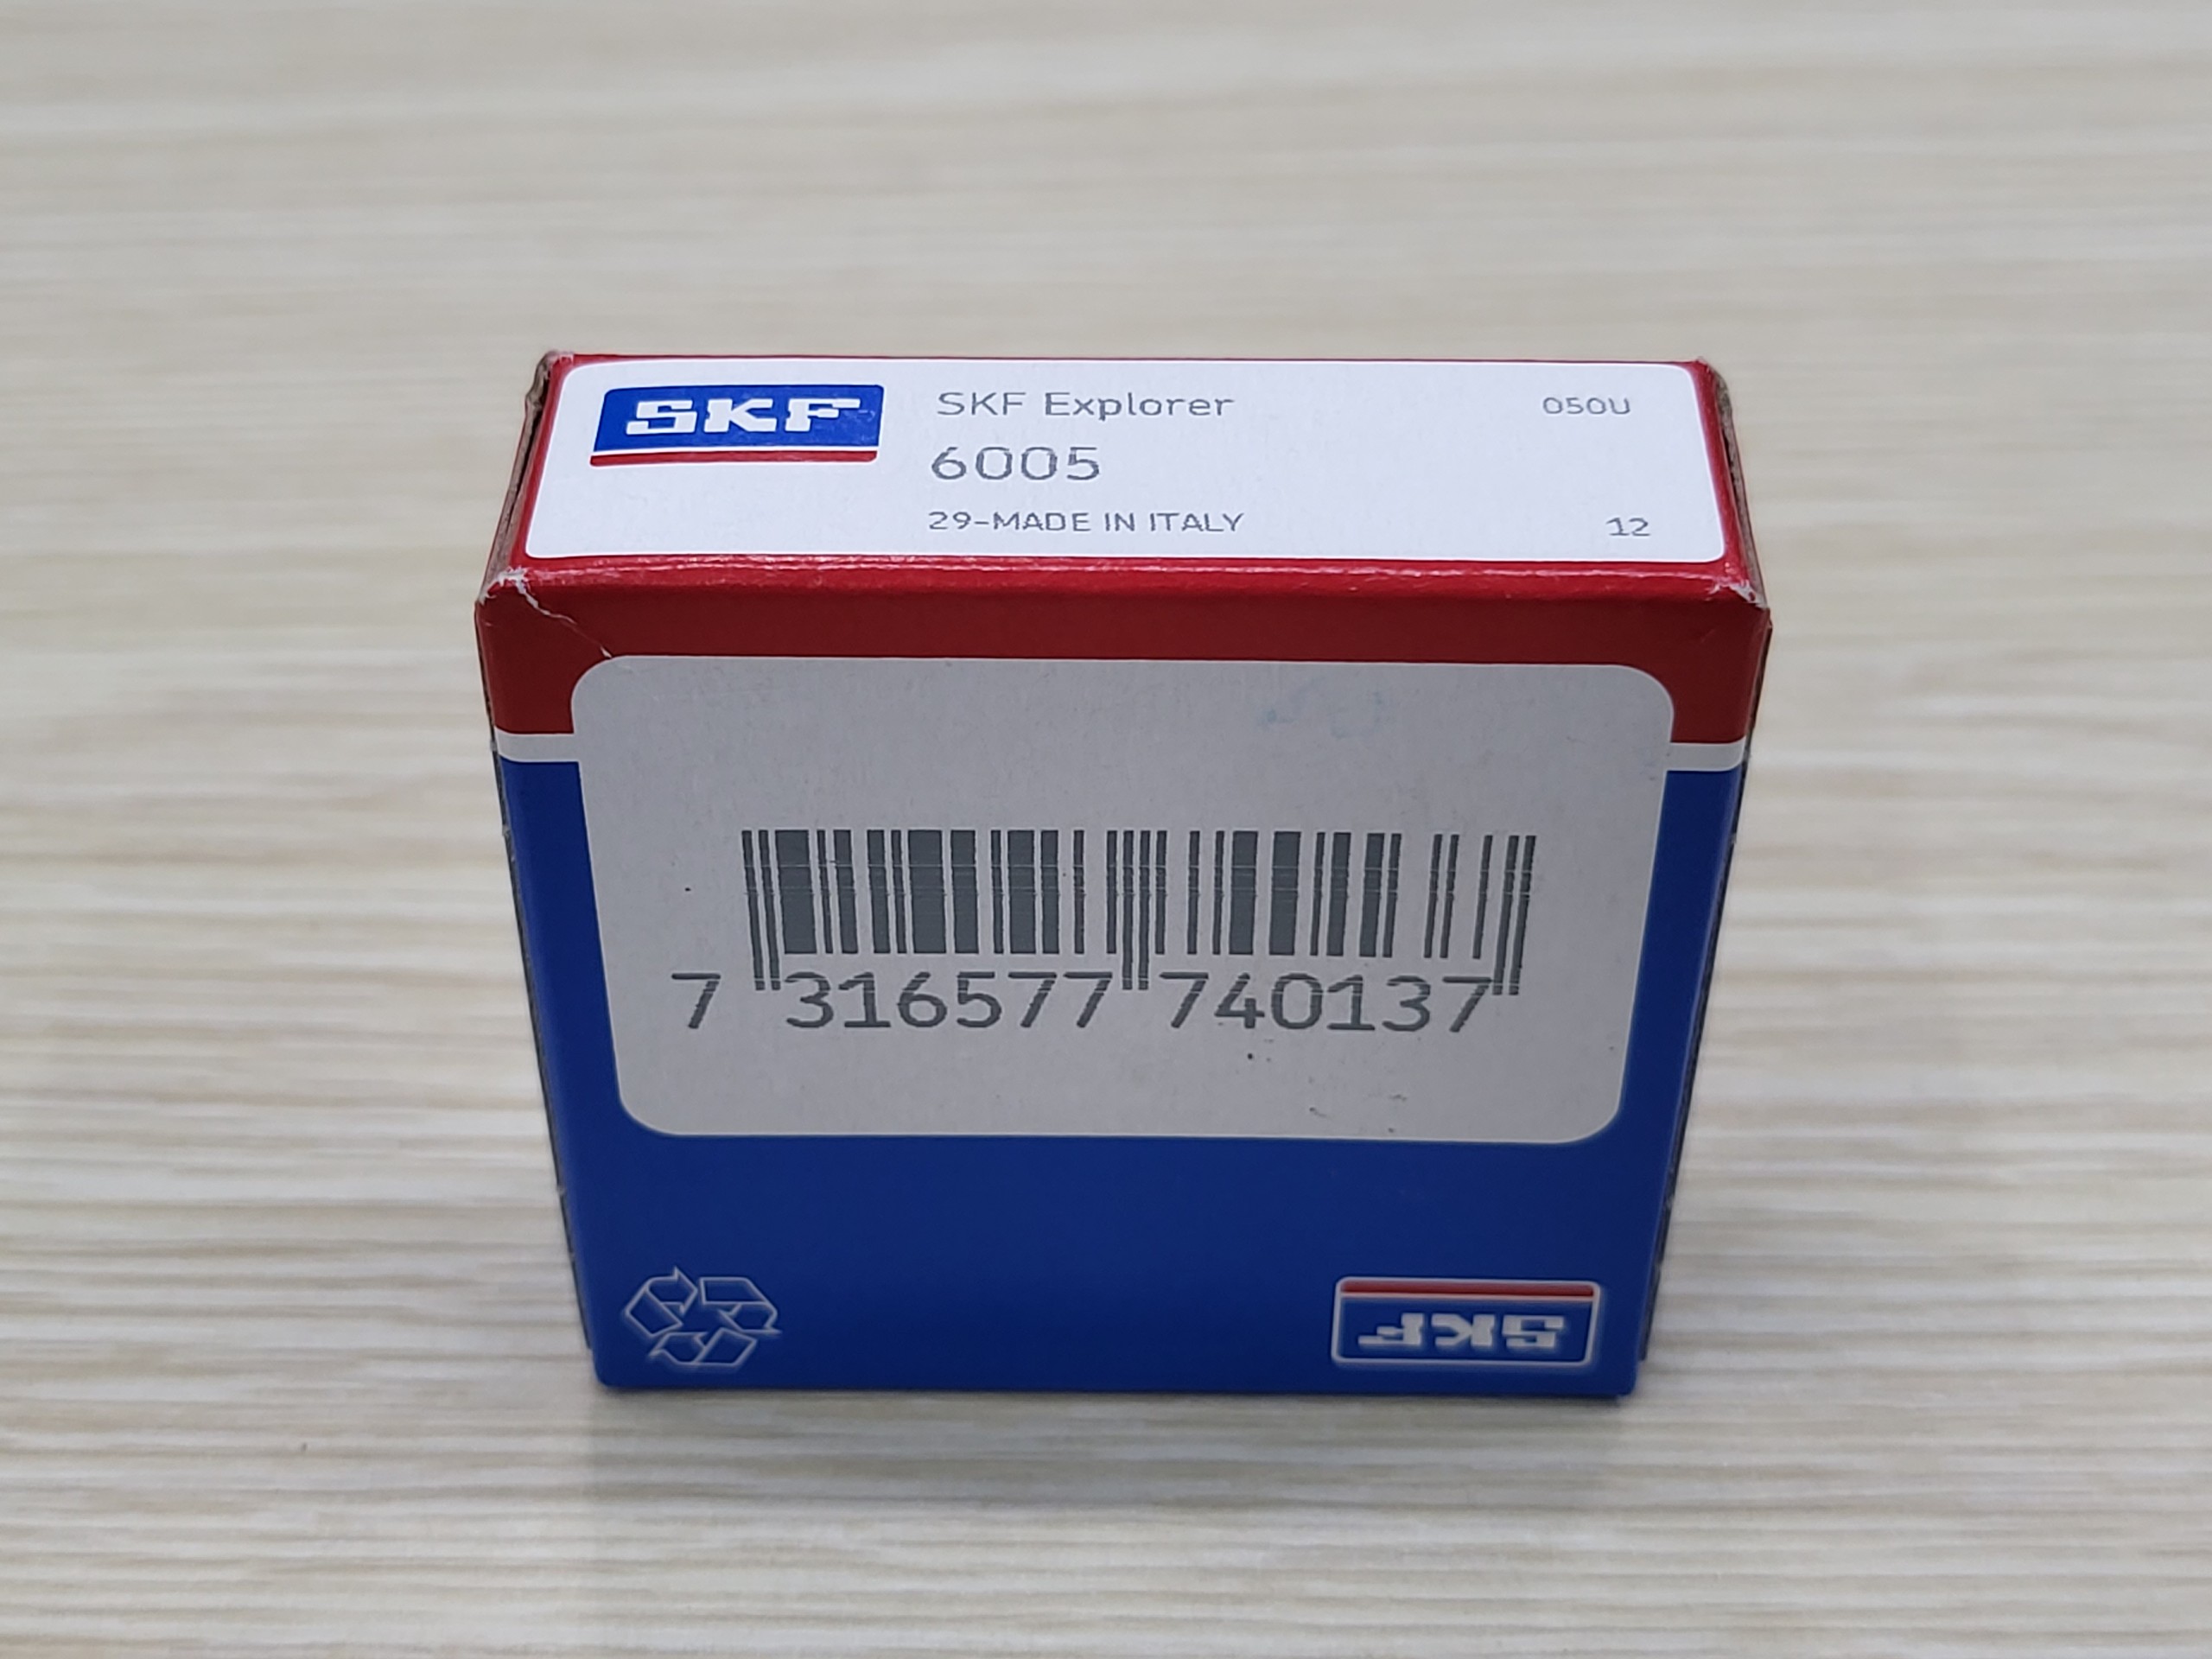 SKF
SKF Explorer
050U
6005
29-MADE IN ITALY
12
7 316577 740137
SKF